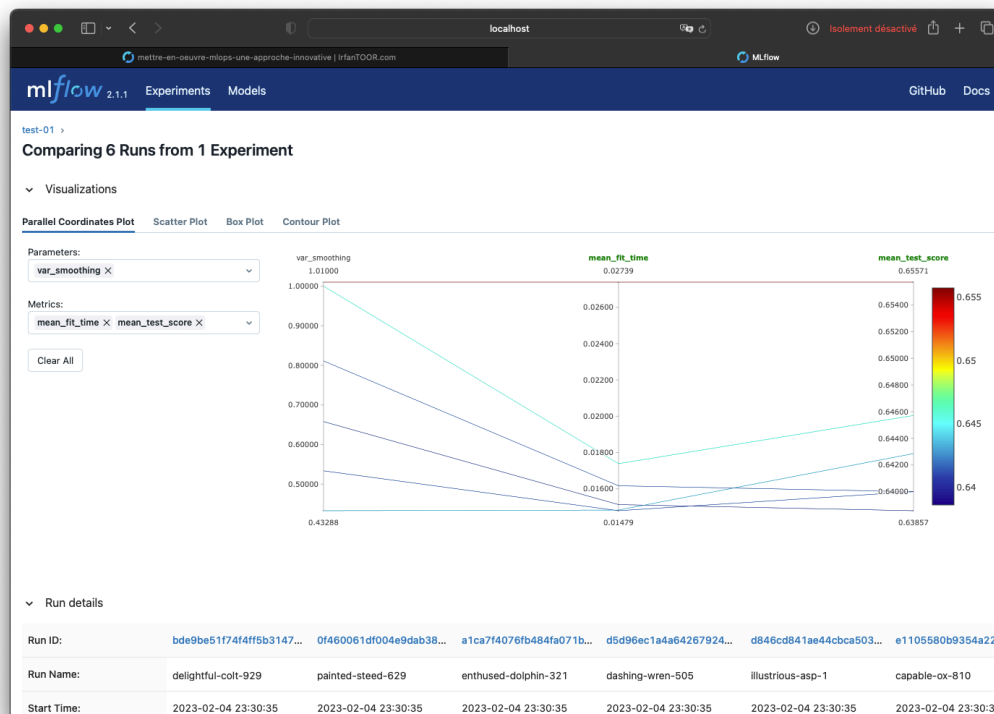 localhost
Isolement désactivé
mettre-en-oeuvre-mlops-une-approche-innovative | IrfanTOOR.com
MLflow
mlflow 2.1.1 Experiments Models GitHub Docs
test-01 ›
Comparing 6 Runs from 1 Experiment
Visualizations
Parallel Coordinates Plot Scatter Plot Box Plot Contour Plot
Parameters:
var_smoothing
Metrics:
mean_fit_time mean_test_score
Clear All
var_smoothing mean_fit_time mean_test_score
1.01000 0.02739 0.65571
1.00000
0.90000
0.80000
0.70000
0.60000
0.50000
0.43288
0.02600
0.02400
0.02200
0.02000
0.01800
0.01600
0.01479
0.65400
0.65200
0.65000
0.64800
0.64600
0.64400
0.64200
0.64000
0.63857
0.655
0.65
0.645
0.64
Run details
Run ID: bde9be51f74f4ff5b3147... 0f460061df004e9dab38... a1ca7f4076fb484fa071b... d5d96ec1a4a64267924... d846cd841ae44cbca503... e1105580b9354a22
Run Name: delightful-colt-929 painted-steed-629 enthused-dolphin-321 dashing-wren-505 illustrious-asp-1 capable-ox-810
Start Time: 2023-02-04 23:30:35 2023-02-04 23:30:35 2023-02-04 23:30:35 2023-02-04 23:30:35 2023-02-04 23:30:35 2023-02-04 23:30:3